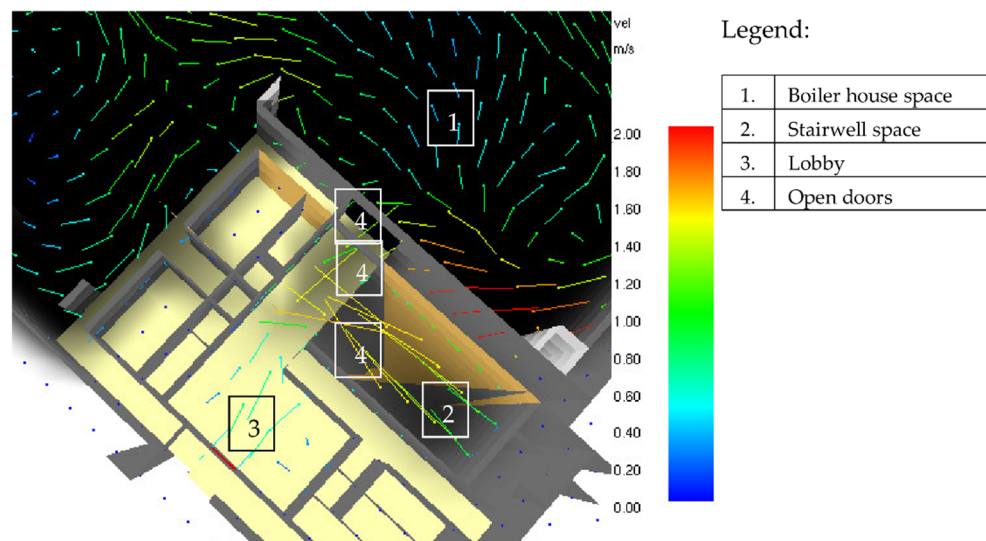 vel
m/s
2.00
1.80
1.60
1.40
1.20
1.00
0.80
0.60
0.40
0.20
0.00
1
4
4
4
2
3
Legend:
1. Boiler house space
2. Stairwell space
3. Lobby
4. Open doors